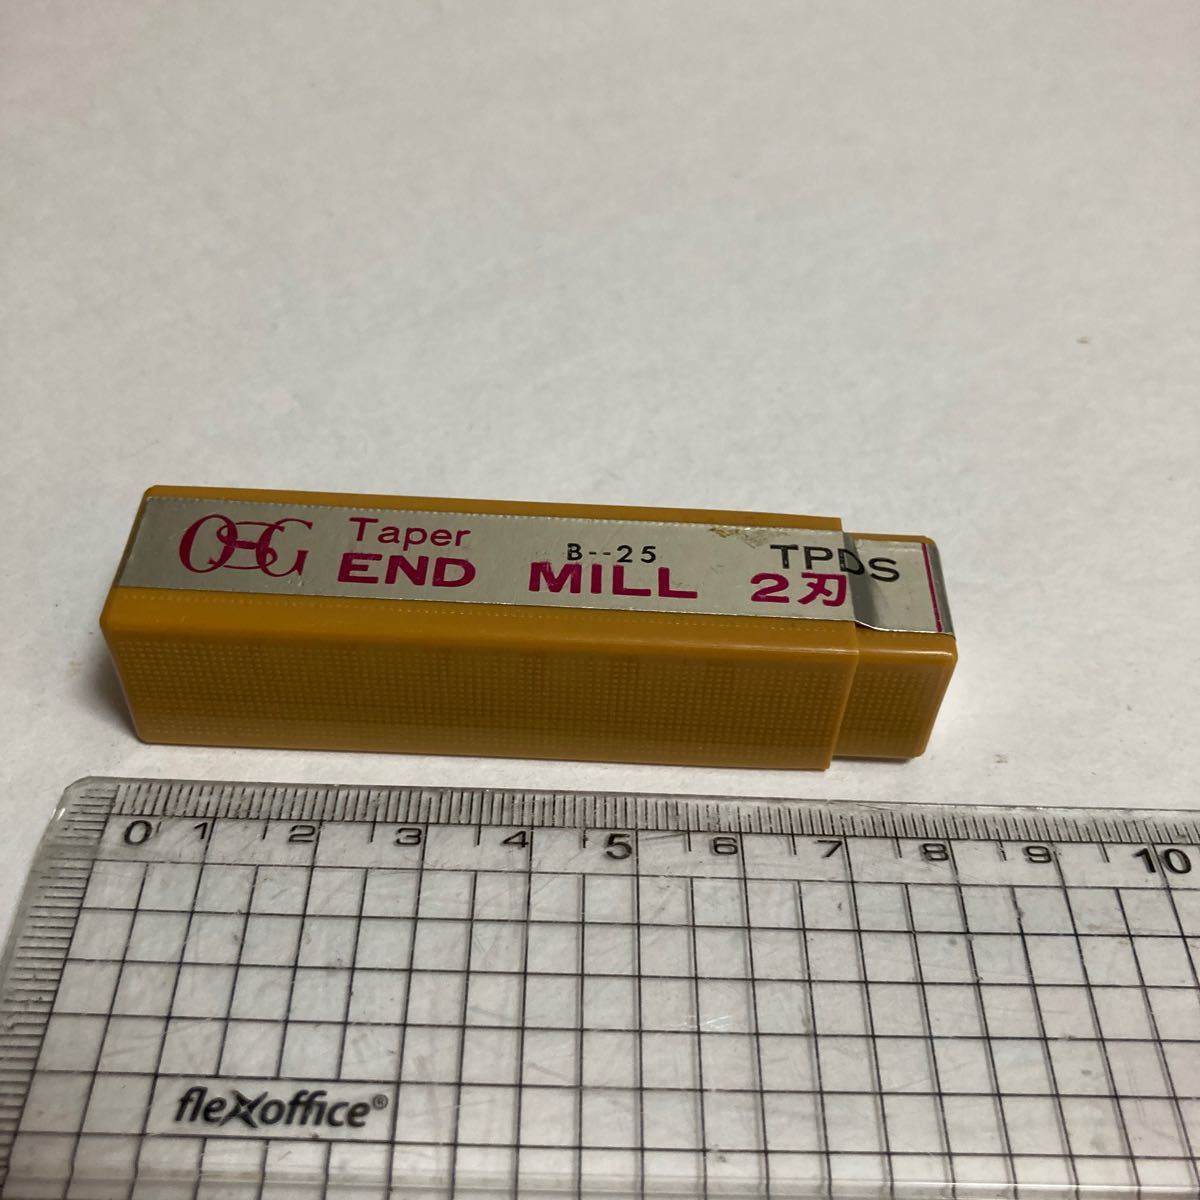 OSG
Taper
END MILL 2刃
B--25
TPDS
0 1 2 3 4 5 6 7 8 9 10
flexoffice®